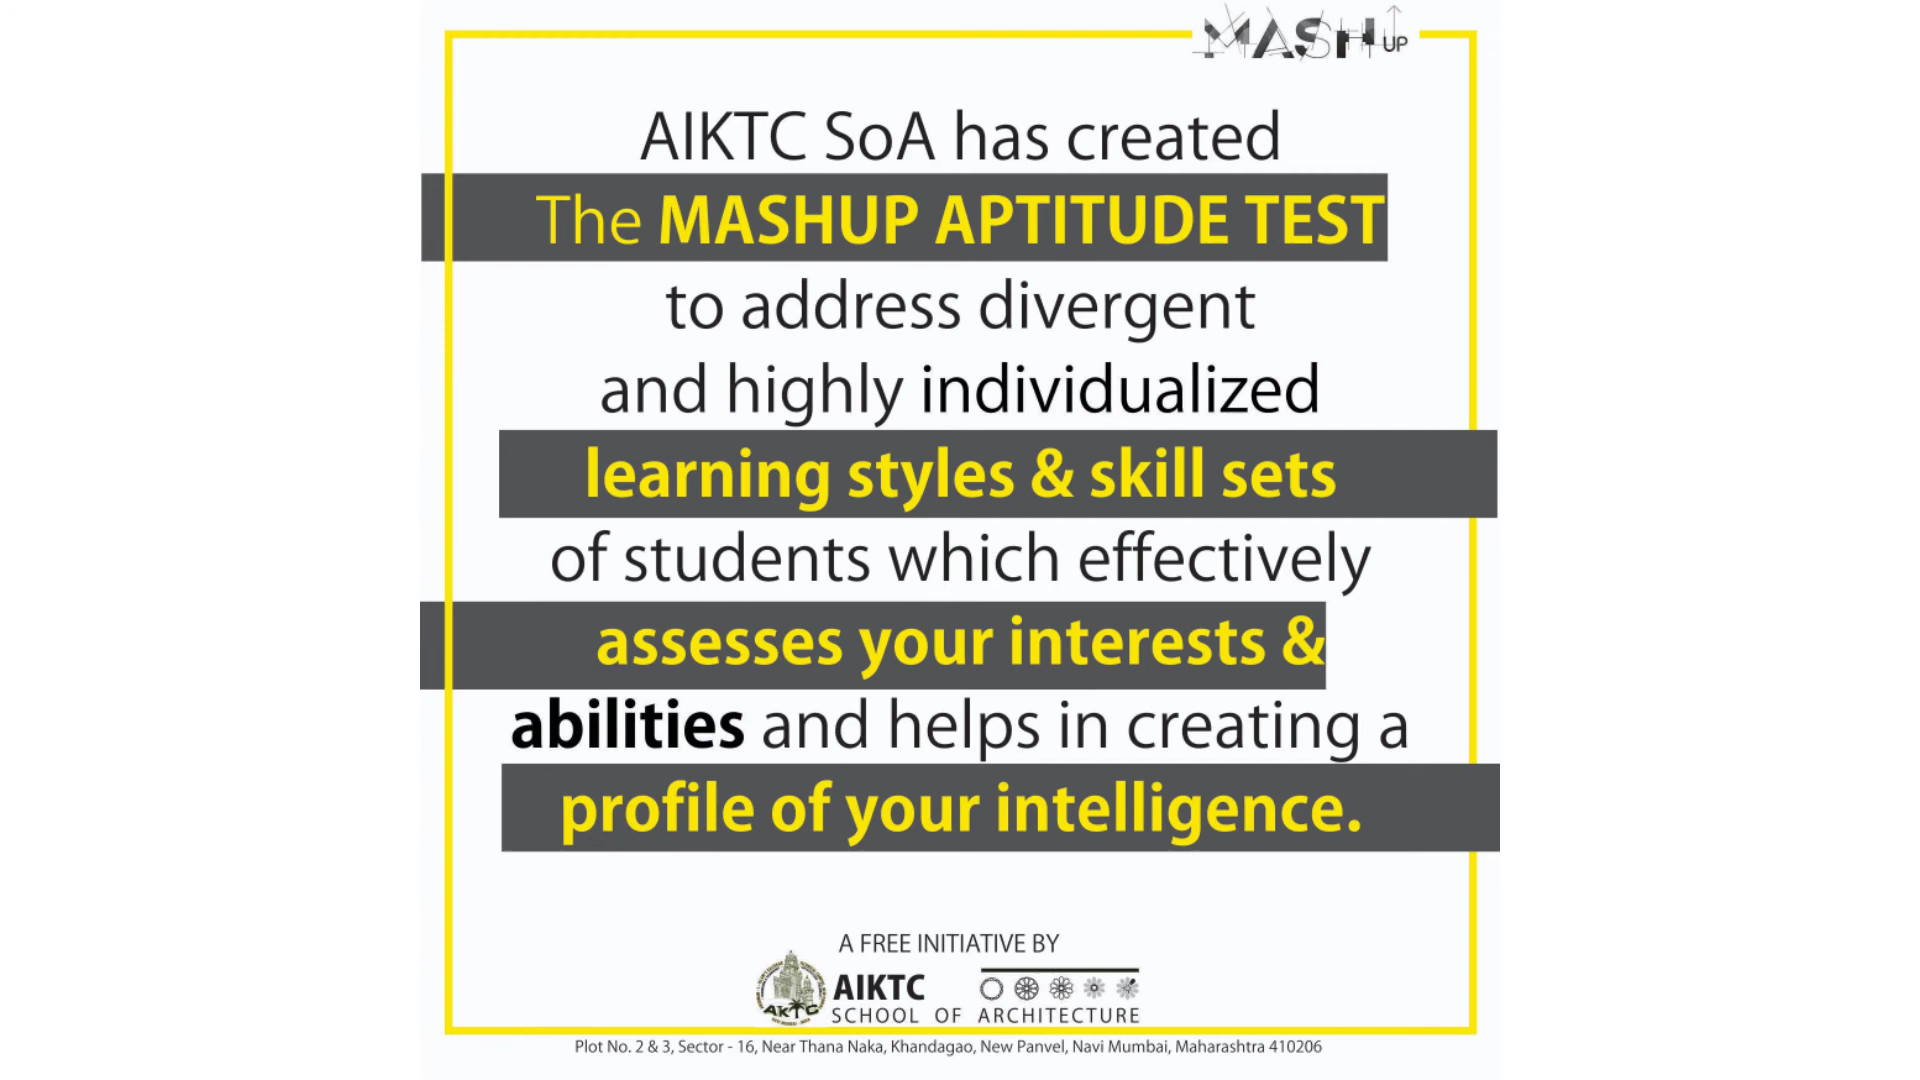 MASH UP
AIKTC SoA has created
The MASHUP APTITUDE TEST
to address divergent
and highly individualized
learning styles & skill sets
of students which effectively
assesses your interests &
abilities and helps in creating a
profile of your intelligence.
A FREE INITIATIVE BY
AIKTC
AKTC
SCHOOL OF ARCHITECTURE
Plot No. 2 & 3, Sector - 16, Near Thana Naka, Khandagao, New Panvel, Navi Mumbai, Maharashtra 410206